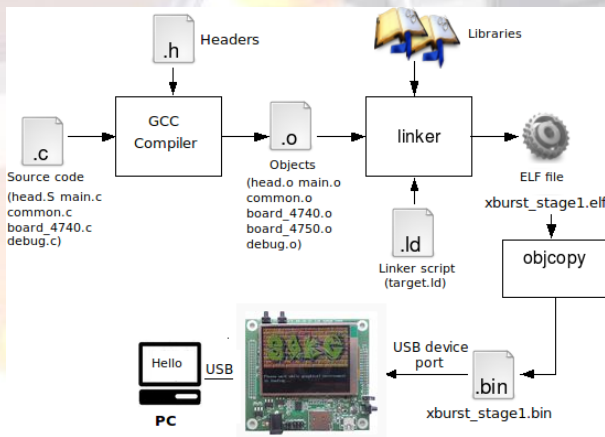 Headers
.h
Libraries
GCC
Compiler
.c
.o
linker
Source code
(head.S main.c
common.c
board_4740.c
debug.c)
Objects
(head.o main.o
common.o
board_4740.o
board_4750.o
debug.o)
ELF file
xburst_stage1.elf
.ld
Linker script
(target.ld)
objcopy
Hello
USB
PC
USB device
port
.bin
xburst_stage1.bin